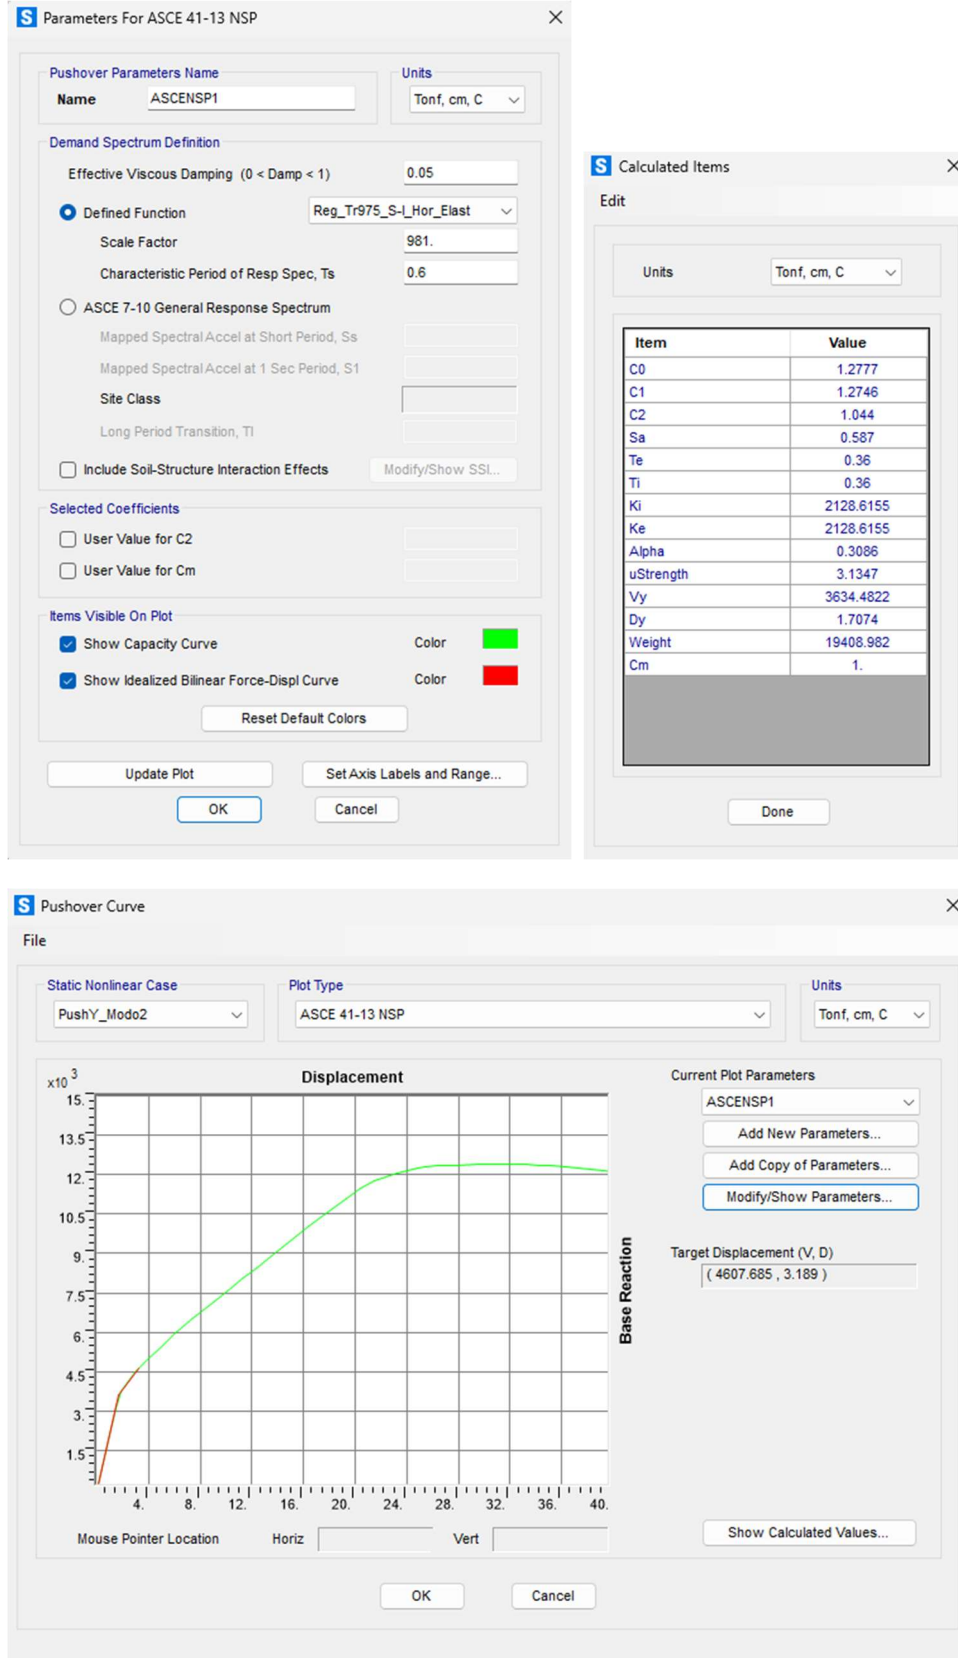 S Parameters For ASCE 41-13 NSP
Pushover Parameters Name
Name ASCENSP1
Units
Tonf, cm, C
Demand Spectrum Definition
Effective Viscous Damping (0 < Damp < 1) 0.05
Defined Function Reg_Tr975_S-I_Hor_Elast
Scale Factor 981.
Characteristic Period of Resp Spec, Ts 0.6
ASCE 7-10 General Response Spectrum
Mapped Spectral Accel at Short Period, Ss
Mapped Spectral Accel at 1 Sec Period, S1
Site Class
Long Period Transition, Tl
Include Soil-Structure Interaction Effects Modify/Show SSI...
Selected Coefficients
User Value for C2
User Value for Cm
Items Visible On Plot
Show Capacity Curve Color
Show Idealized Bilinear Force-Displ Curve Color
Reset Default Colors
Update Plot Set Axis Labels and Range...
OK Cancel
S Calculated Items
Edit
Units Tonf, cm, C
Item Value
C0 1.2777
C1 1.2746
C2 1.044
Sa 0.587
Te 0.36
Ti 0.36
Ki 2128.6155
Ke 2128.6155
Alpha 0.3086
uStrength 3.1347
Vy 3634.4822
Dy 1.7074
Weight 19408.982
Cm 1.
Done
S Pushover Curve
File
Static Nonlinear Case
PushY_Modo2
Plot Type
ASCE 41-13 NSP
Units
Tonf, cm, C
x10 3
Displacement
15.
13.5
12.
10.5
9.
7.5
6.
4.5
3.
1.5
4. 8. 12. 16. 20. 24. 28. 32. 36. 40.
Base Reaction
Mouse Pointer Location Horiz Vert
Current Plot Parameters
ASCENSP1
Add New Parameters...
Add Copy of Parameters...
Modify/Show Parameters...
Target Displacement (V, D)
( 4607.685 , 3.189 )
Show Calculated Values...
OK Cancel